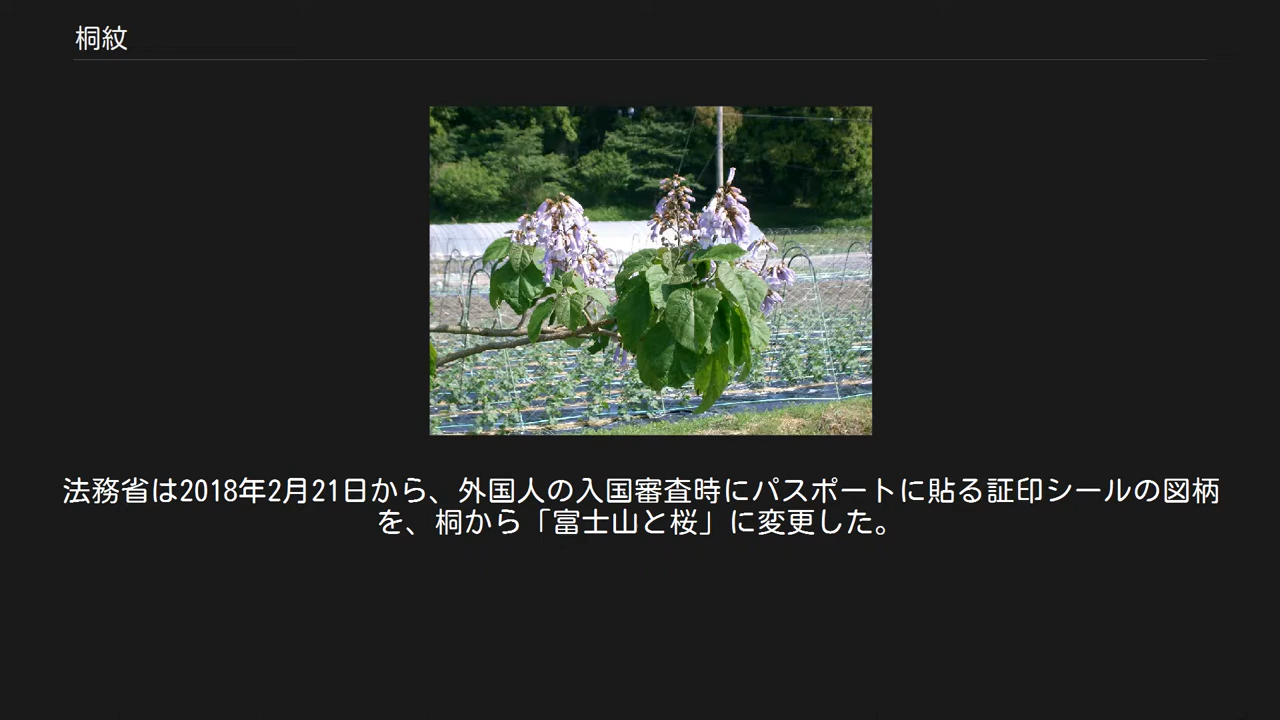 桐紋
法務省は2018年2月21日から、外国人の入国審査時にパスポートに貼る証印シールの図柄
を、桐から「富士山と桜」に変更した。